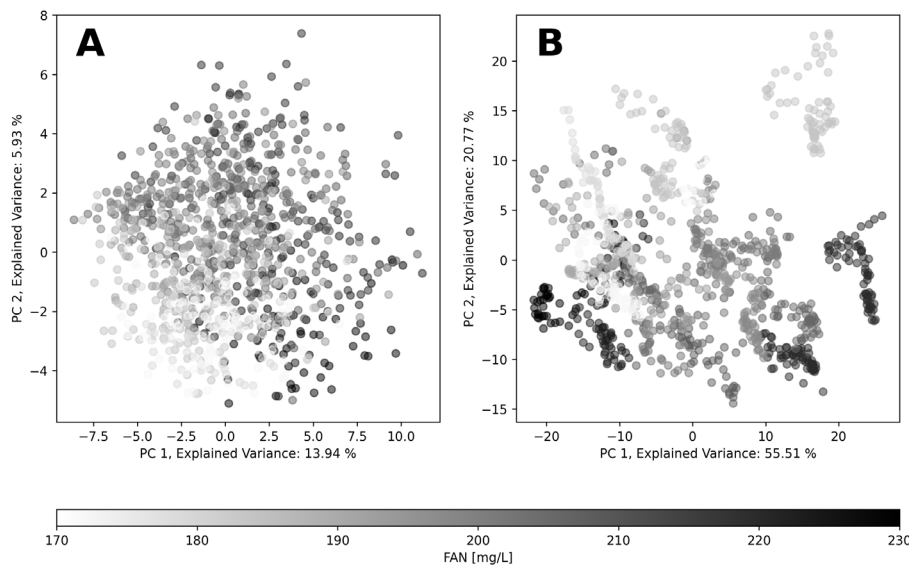 A
B
8
6
4
2
0
−2
−4
PC 2, Explained Variance: 5.93 %
−7.5 −5.0 −2.5 0.0 2.5 5.0 7.5 10.0
PC 1, Explained Variance: 13.94 %
20
15
10
5
0
−5
−10
−15
PC 2, Explained Variance: 20.77 %
−20 −10 0 10 20
PC 1, Explained Variance: 55.51 %
170 180 190 200 210 220 230
FAN [mg/L]